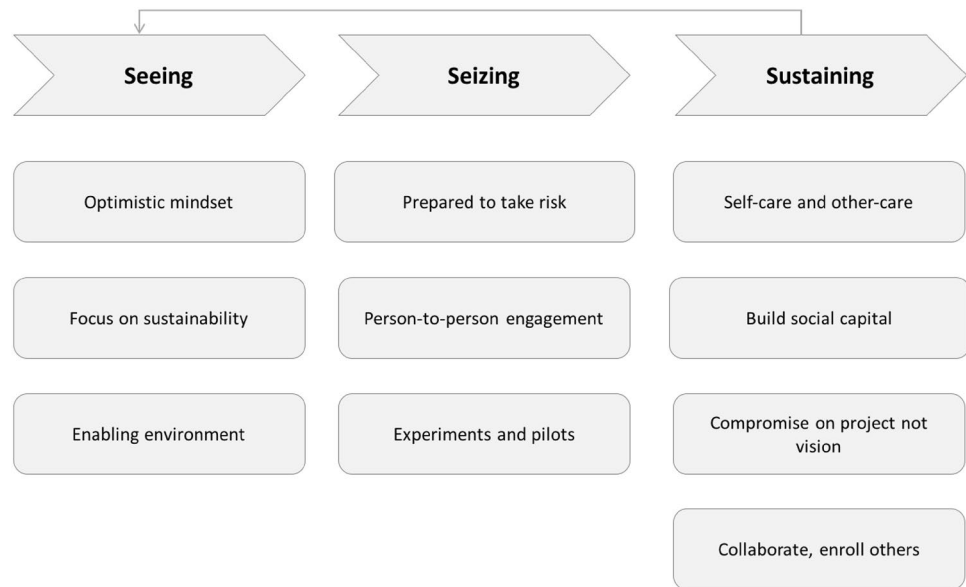 Seeing
Seizing
Sustaining
Optimistic mindset
Prepared to take risk
Self-care and other-care
Focus on sustainability
Person-to-person engagement
Build social capital
Enabling environment
Experiments and pilots
Compromise on project not
vision
Collaborate, enroll others